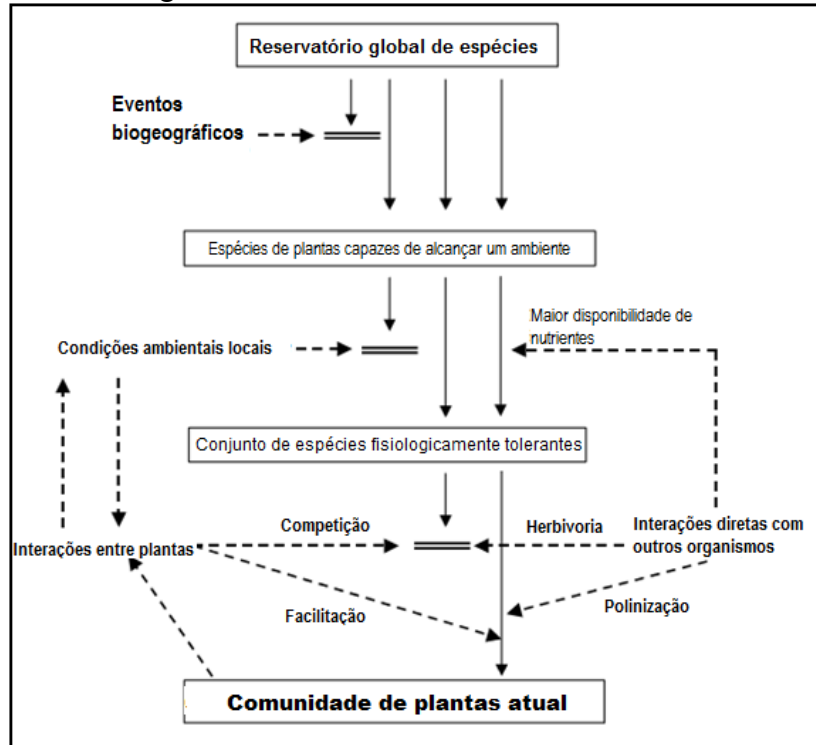 Reservatório global de espécies
Eventos
biogeográficos
Espécies de plantas capazes de alcançar um ambiente
Maior disponibilidade de
nutrientes
Condições ambientais locais
Conjunto de espécies fisiologicamente tolerantes
Competição
Herbivoria
Interações diretas com
outros organismos
Interações entre plantas
Facilitação
Polinização
Comunidade de plantas atual